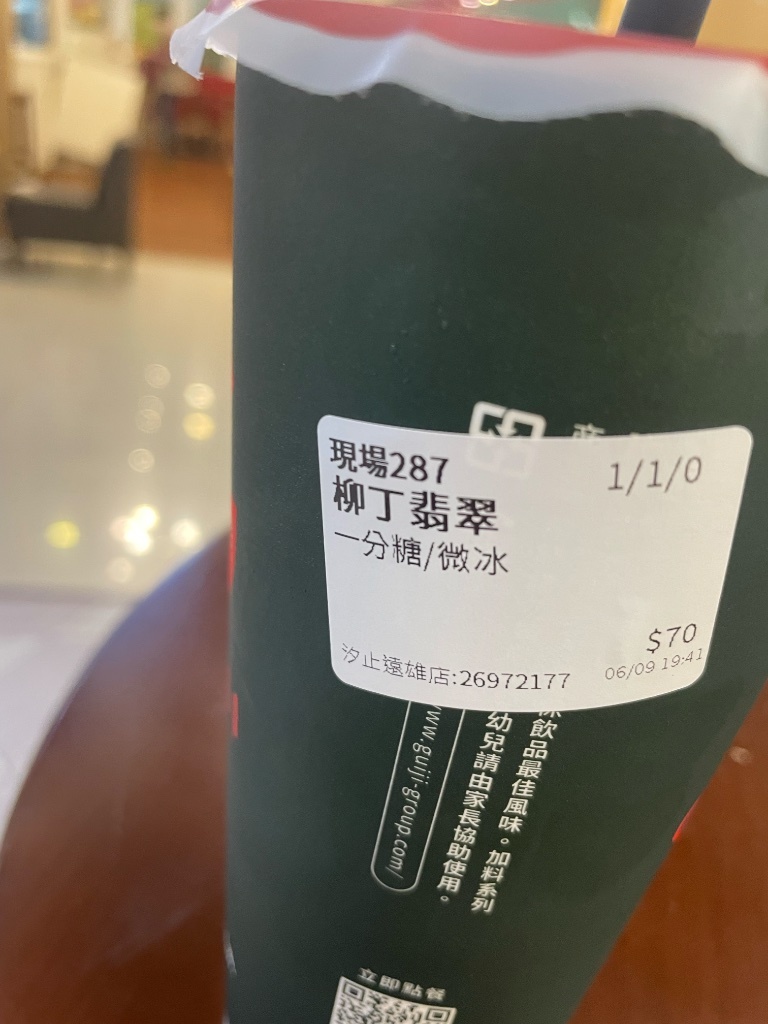 現場287
1/1/0
柳丁翡翠
一分糖/微冰
$70
汐止遠雄店:26972177
06/09 19:41
飲品最佳風味。加料系列
幼兒請由家長協助使用。
www.guiji-group.com/
立即點餐